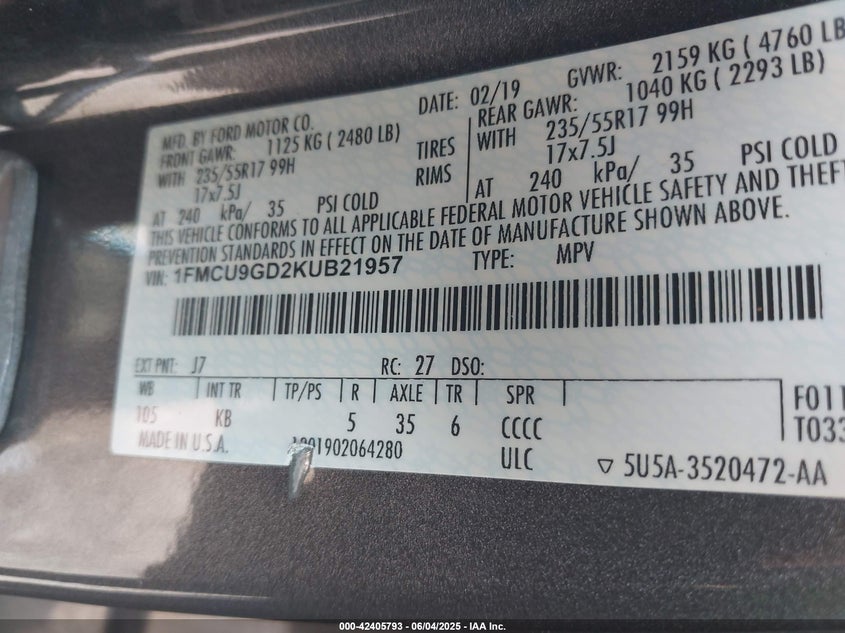 MFD. BY FORD MOTOR CO. DATE: 02/19 GVWR: 2159 KG ( 4760 LB
FRONT GAWR: 1125 KG ( 2480 LB) REAR GAWR: 1040 KG ( 2293 LB)
WITH 235/55R17 99H TIRES WITH 235/55R17 99H
17x7.5J RIMS 17x7.5J
AT 240 kPa/ 35 PSI COLD AT 240 kPa/ 35 PSI COLD
THIS VEHICLE CONFORMS TO ALL APPLICABLE FEDERAL MOTOR VEHICLE SAFETY AND THEFT
PREVENTION STANDARDS IN EFFECT ON THE DATE OF MANUFACTURE SHOWN ABOVE.
VIN: 1FMCU9GD2KUB21957 TYPE: MPV
EXT PNT: J7 RC: 27 DSO:
WB INT TR TP/PS R AXLE TR SPR
105 KB 5 35 6 CCCC
F011
T033
MADE IN U.S.A. 1902064280 ULC 5U5A-3520472-AA
000-42405793 - 06/04/2025 - IAA Inc.